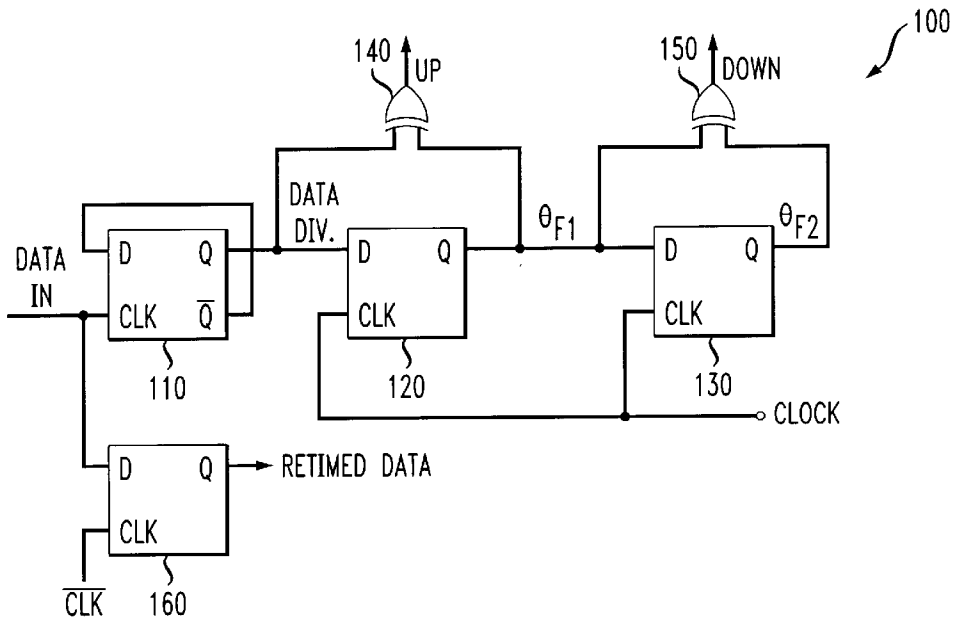 100
140
UP
150
DOWN
DATA
DIV.
θF1
θF2
DATA
IN
D
Q
CLK
Q̅
110
D
Q
CLK
120
D
Q
CLK
130
CLOCK
D
Q
CLK
160
RETIMED DATA
C̅L̅K̅